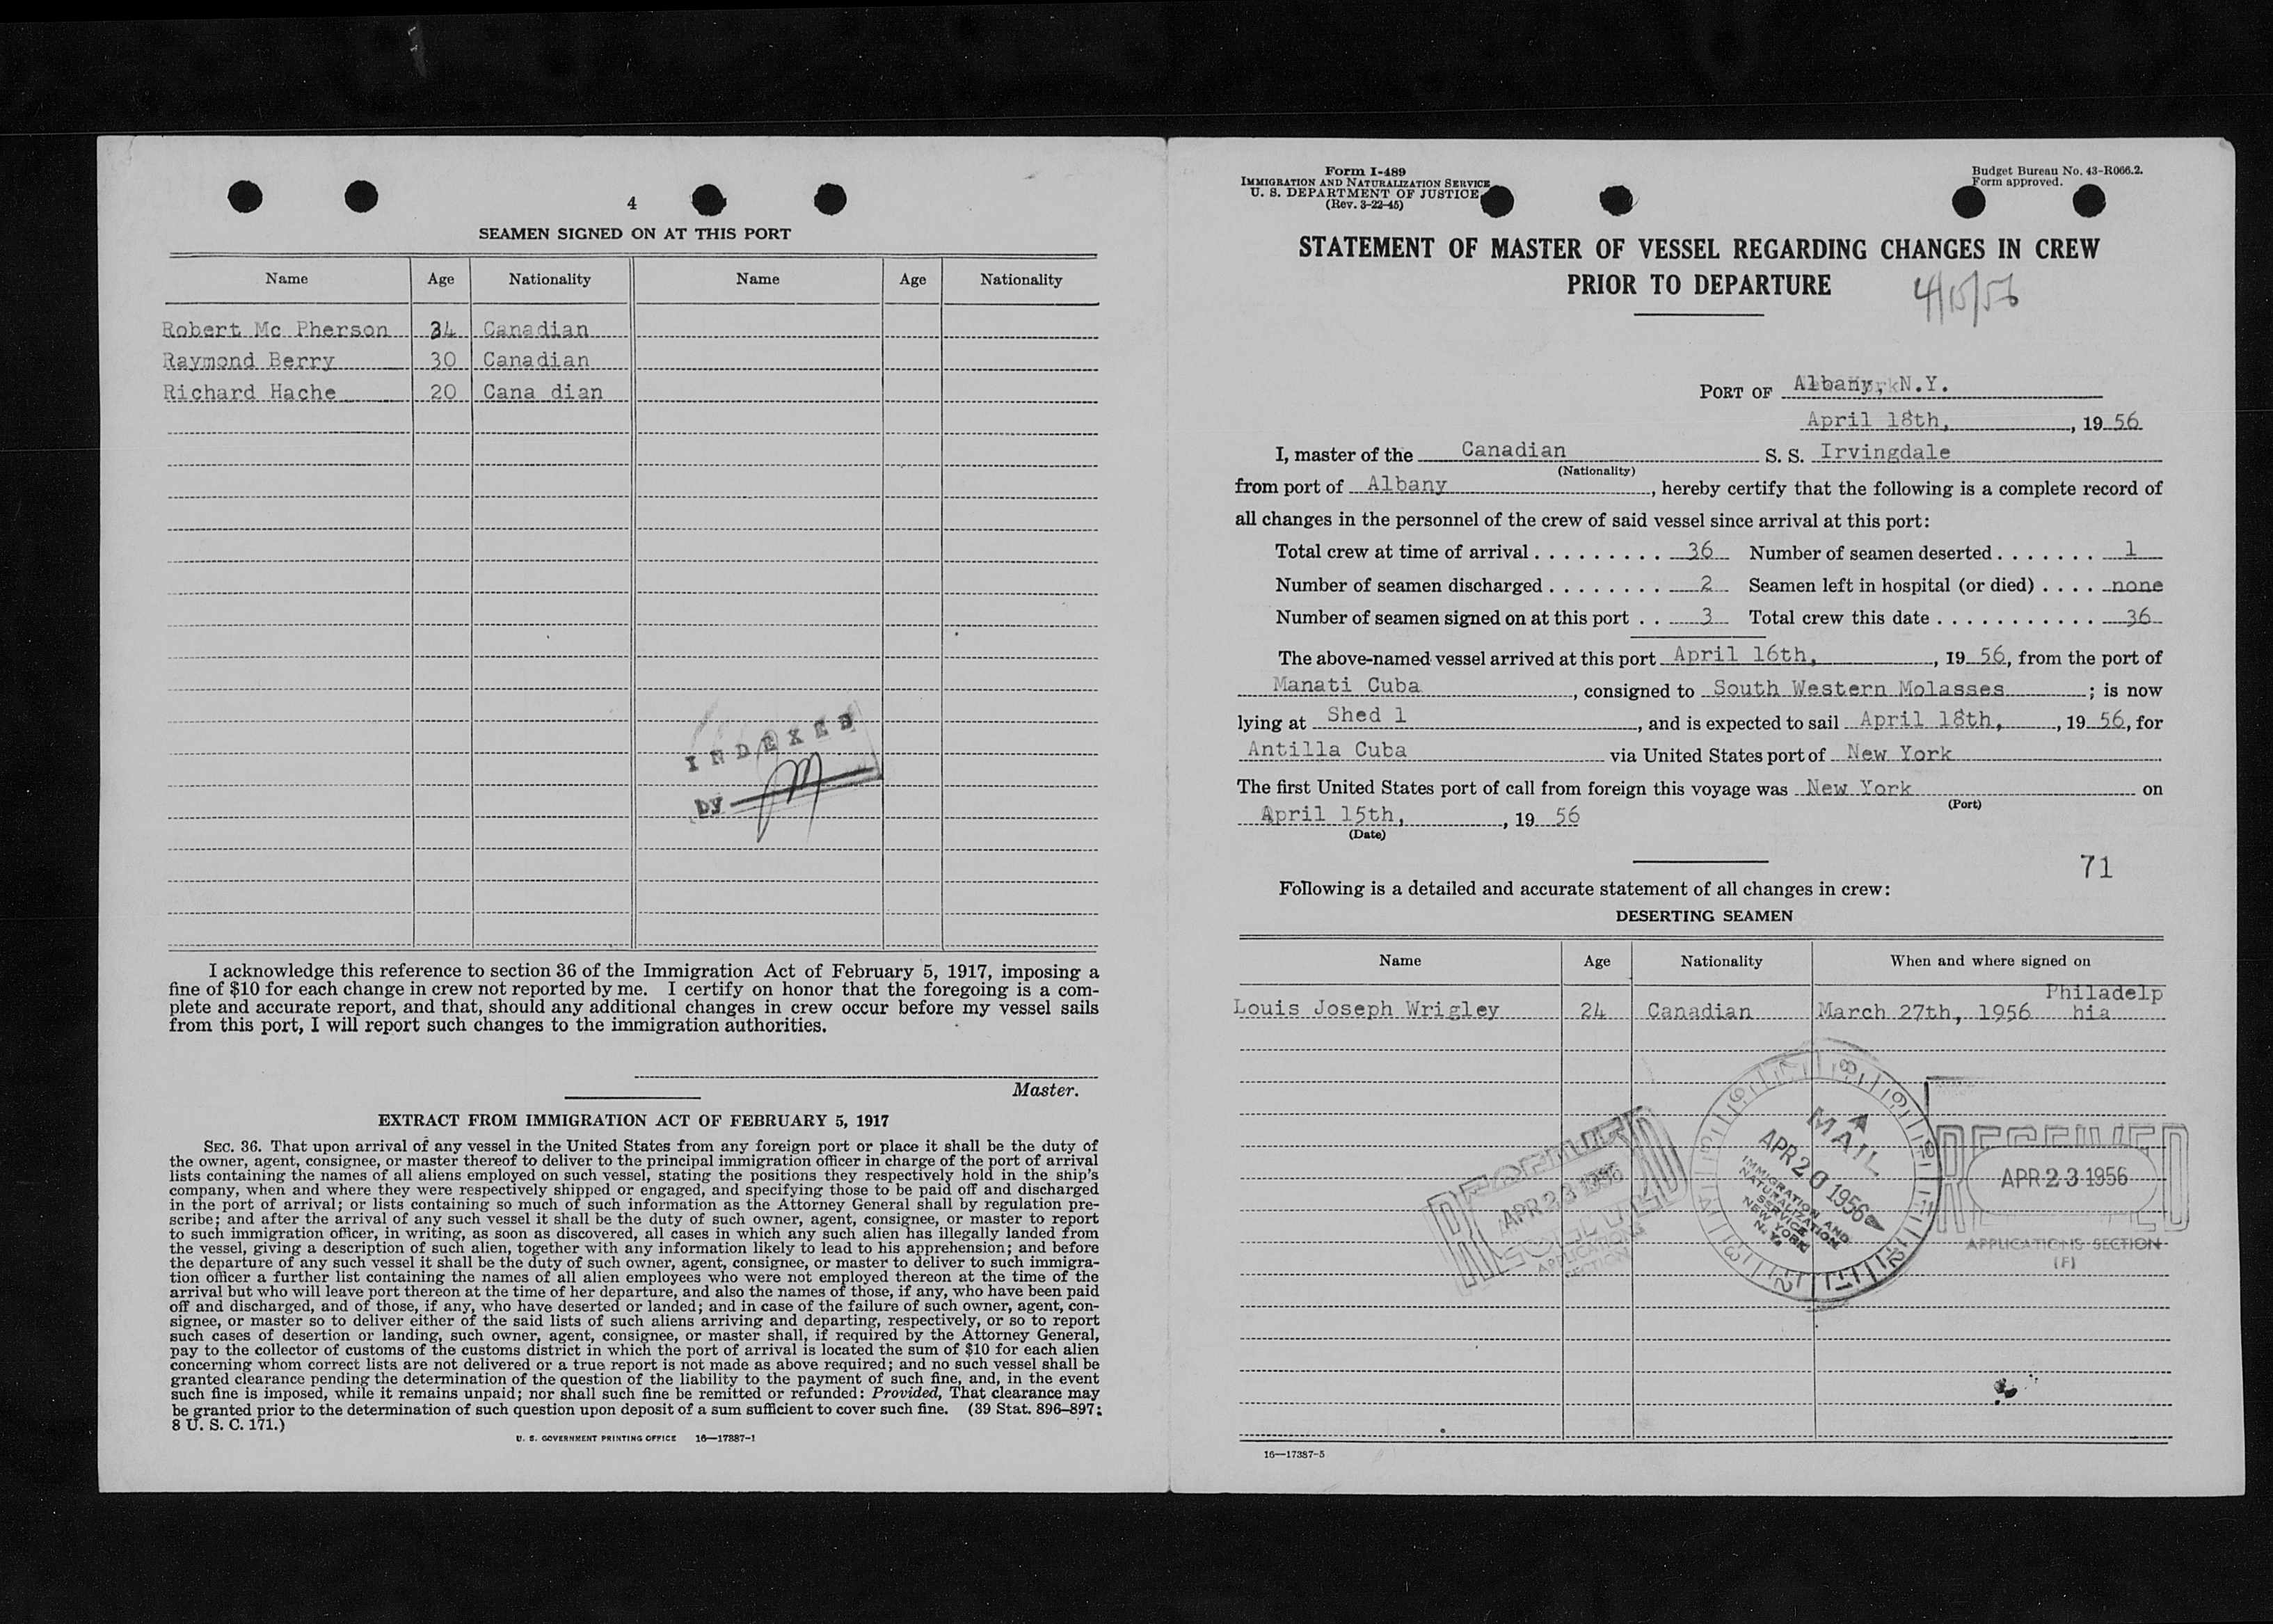 4
SEAMEN SIGNED ON AT THIS PORT
Name Age Nationality Name Age Nationality
Robert Mc Pherson 34 Canadian
Raymond Berry 30 Canadian
Richard Hache 20 Cana dian
INDEXED
by
I acknowledge this reference to section 36 of the Immigration Act of February 5, 1917, imposing a
fine of $10 for each change in crew not reported by me. I certify on honor that the foregoing is a com-
plete and accurate report, and that, should any additional changes in crew occur before my vessel sails
from this port, I will report such changes to the immigration authorities.
Master.
EXTRACT FROM IMMIGRATION ACT OF FEBRUARY 5, 1917
SEC. 36. That upon arrival of any vessel in the United States from any foreign port or place it shall be the duty of
the owner, agent, consignee, or master thereof to deliver to the principal immigration officer in charge of the port of arrival
lists containing the names of all aliens employed on such vessel, stating the positions they respectively hold in the ship's
company, when and where they were respectively shipped or engaged, and specifying those to be paid off and discharged
in the port of arrival; or lists containing so much of such information as the Attorney General shall by regulation pre-
scribe; and after the arrival of any such vessel it shall be the duty of such owner, agent, consignee, or master to report
to such immigration officer, in writing, as soon as discovered, all cases in which any such alien has illegally landed from
the vessel, giving a description of such alien, together with any information likely to lead to his apprehension; and before
the departure of any such vessel it shall be the duty of such owner, agent, consignee, or master to deliver to such immigra-
tion officer a further list containing the names of all alien employees who were not employed thereon at the time of the
arrival but who will leave port thereon at the time of her departure, and also the names of those, if any, who have been paid
off and discharged, and of those, if any, who have deserted or landed; and in case of the failure of such owner, agent, con-
signee, or master so to deliver either of the said lists of such aliens arriving and departing, respectively, or so to report
such cases of desertion or landing, such owner, agent, consignee, or master shall, if required by the Attorney General,
pay to the collector of customs of the customs district in which the port of arrival is located the sum of $10 for each alien
concerning whom correct lists are not delivered or a true report is not made as above required; and no such vessel shall be
granted clearance pending the determination of the question of the liability to the payment of such fine, and, in the event
such fine is imposed, while it remains unpaid; nor shall such fine be remitted or refunded: Provided, That clearance may
be granted prior to the determination of such question upon deposit of a sum sufficient to cover such fine. (39 Stat. 896–897;
8 U. S. C. 171.)
U. S. GOVERNMENT PRINTING OFFICE 16—17387-1
Form I-489
IMMIGRATION AND NATURALIZATION SERVICE
U. S. DEPARTMENT OF JUSTICE
(Rev. 3-22-45)
Budget Bureau No. 43-R066.2.
Form approved.
STATEMENT OF MASTER OF VESSEL REGARDING CHANGES IN CREW
PRIOR TO DEPARTURE
4/15/56
PORT OF Albany, N.Y.
April 18th, , 19 56
I, master of the Canadian S. S. Irvingdale
(Nationality)
from port of Albany , hereby certify that the following is a complete record of
all changes in the personnel of the crew of said vessel since arrival at this port:
Total crew at time of arrival . . . . . . . . . 36 Number of seamen deserted . . . . . . . 1
Number of seamen discharged . . . . . . . . 2 Seamen left in hospital (or died) . . . . none
Number of seamen signed on at this port . . 3 Total crew this date . . . . . . . . . . . . 36
The above-named vessel arrived at this port April 16th, , 19 56, from the port of
Manati Cuba , consigned to South Western Molasses ; is now
lying at Shed 1 , and is expected to sail April 18th, , 19 56, for
Antilla Cuba via United States port of New York
The first United States port of call from foreign this voyage was New York on
(Port)
April 15th, , 19 56
(Date)
71
Following is a detailed and accurate statement of all changes in crew:
DESERTING SEAMEN
Name Age Nationality When and where signed on
Philadelp
Louis Joseph Wrigley 24 Canadian March 27th, 1956 hia
RECEIVED
APR 23 1956
APPLICATIONS
SECTION
A
MAIL
APR 20 1956
IMMIGRATION AND
NATURALIZATION
SERVICE
NEW YORK
N.Y.
RECEIVED
APR 23 1956
APPLICATIONS SECTION
(F)
16—17387-5